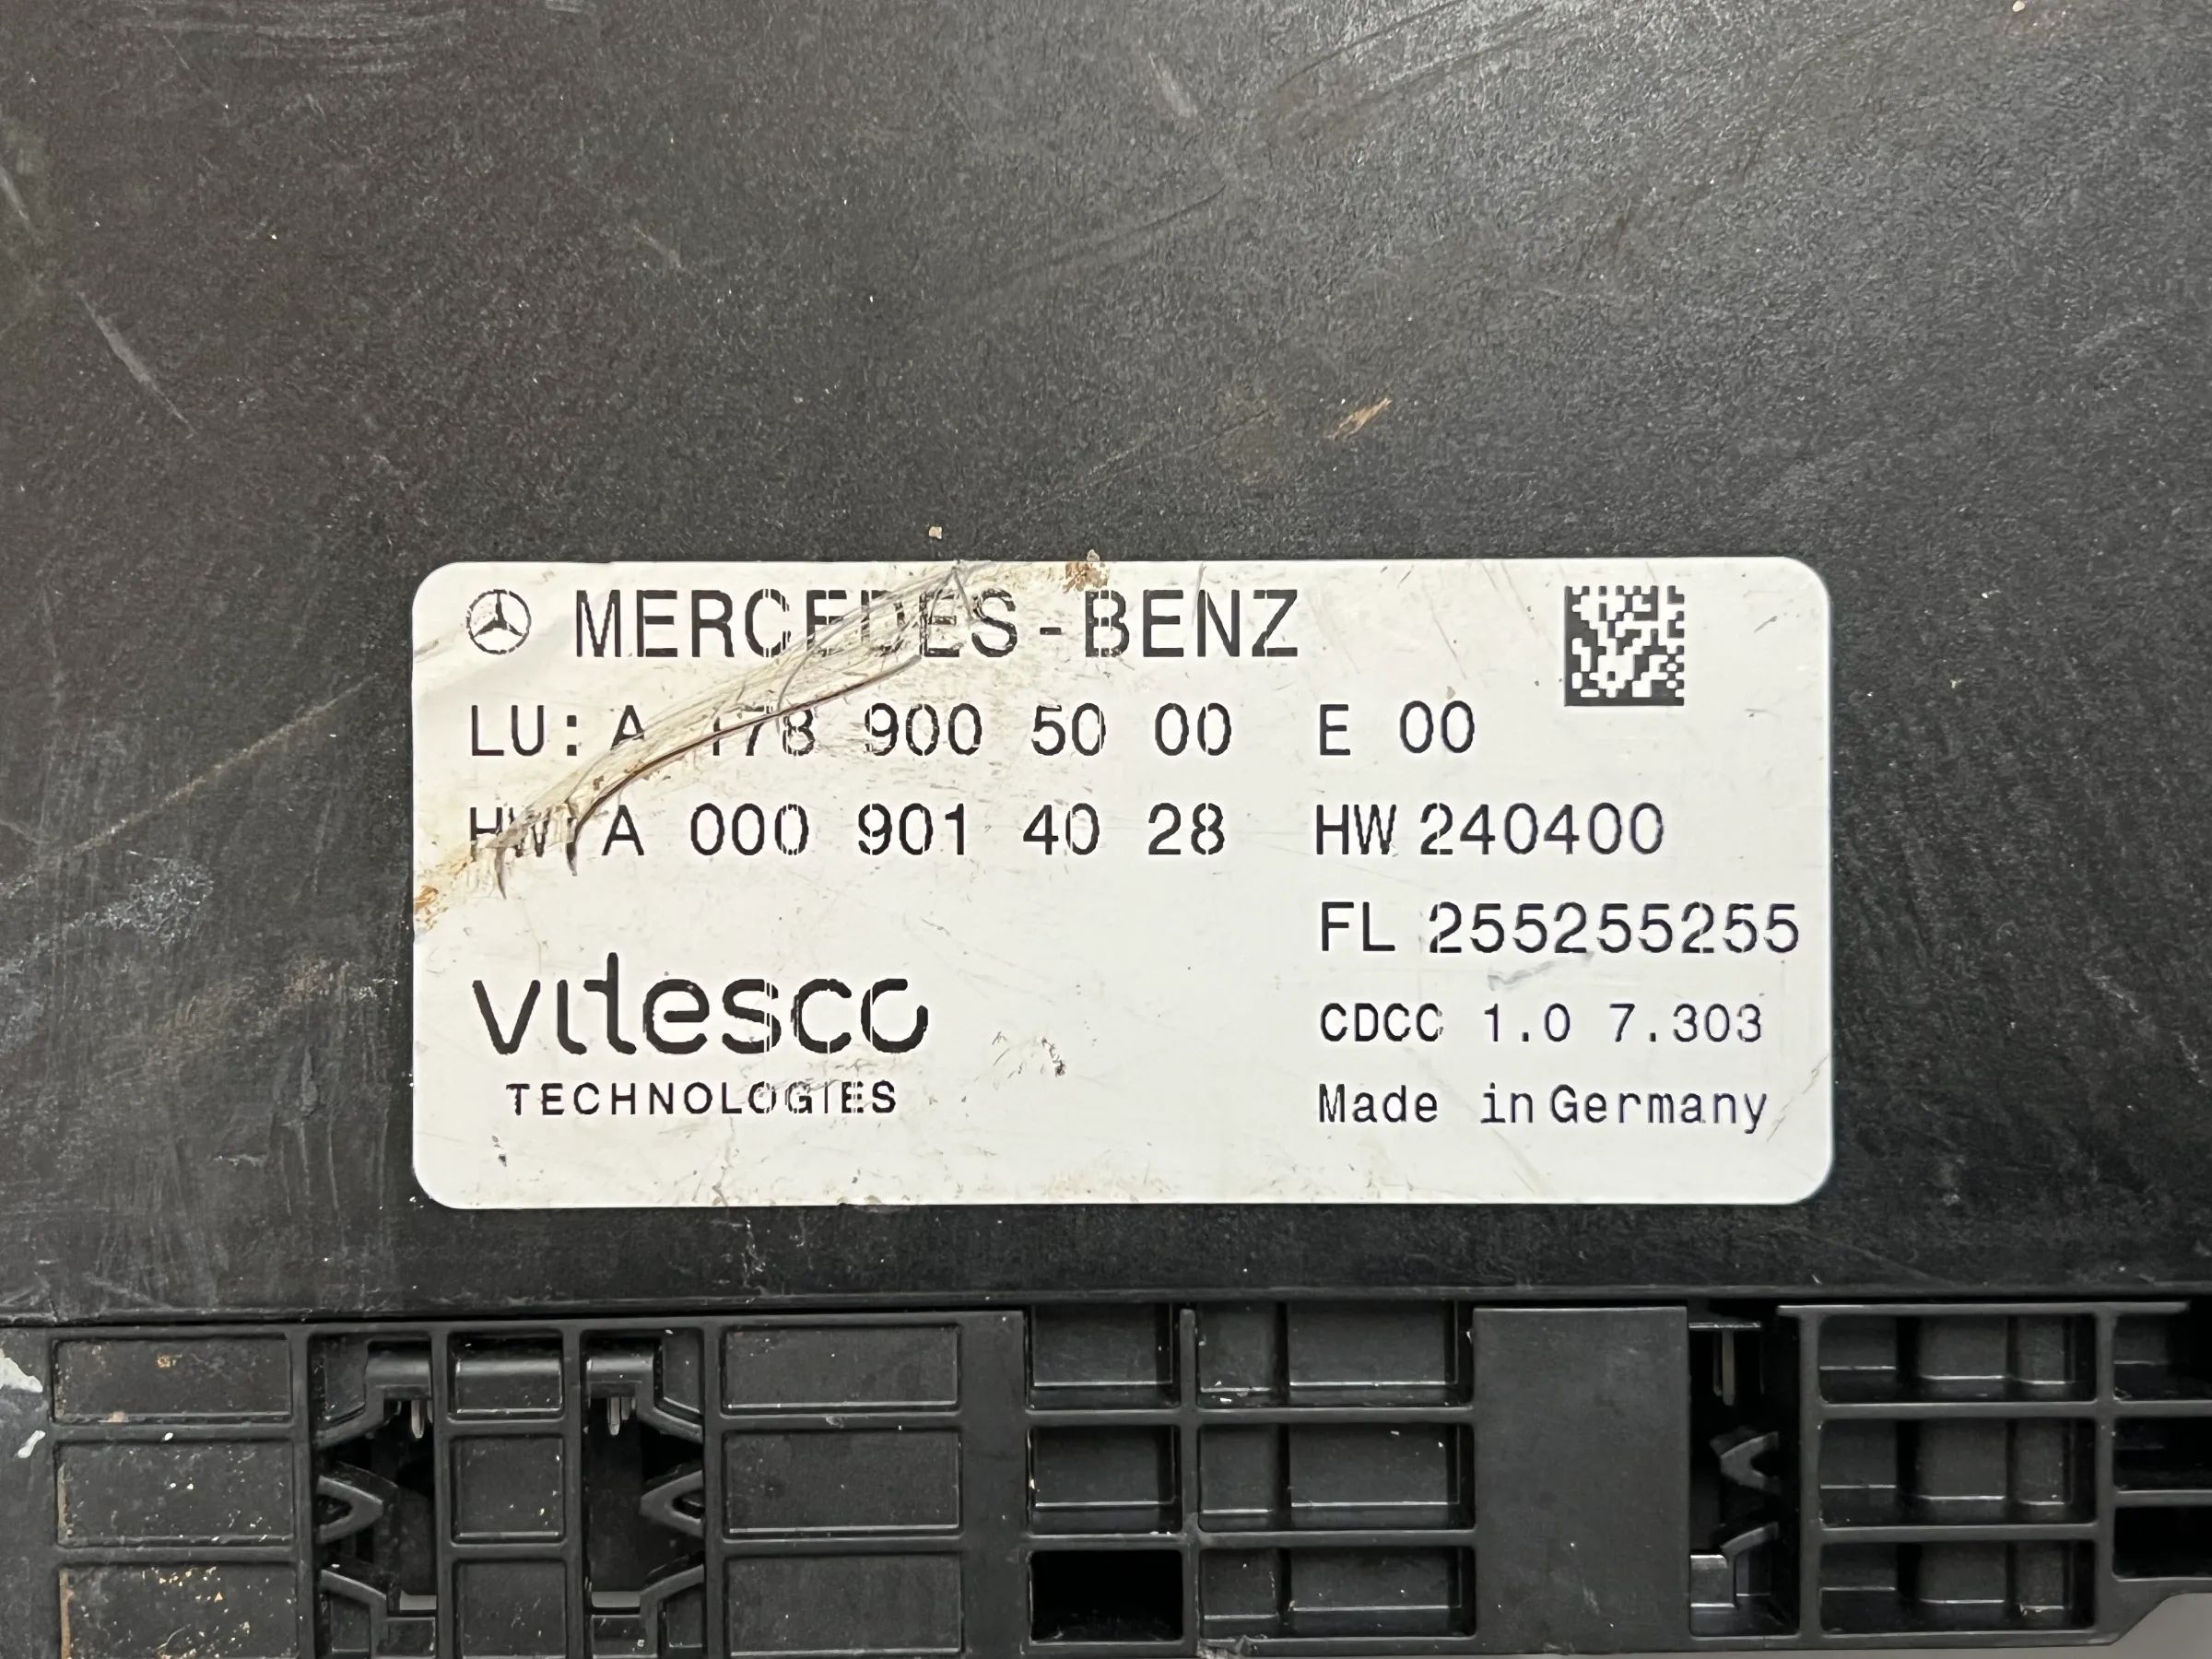 MERCEDES-BENZ
LU: A 178 900 50 00 E 00
HW: A 000 901 40 28 HW 240400
FL 255255255
vitesco
TECHNOLOGIES
CDCC 1.0 7.303
Made in Germany